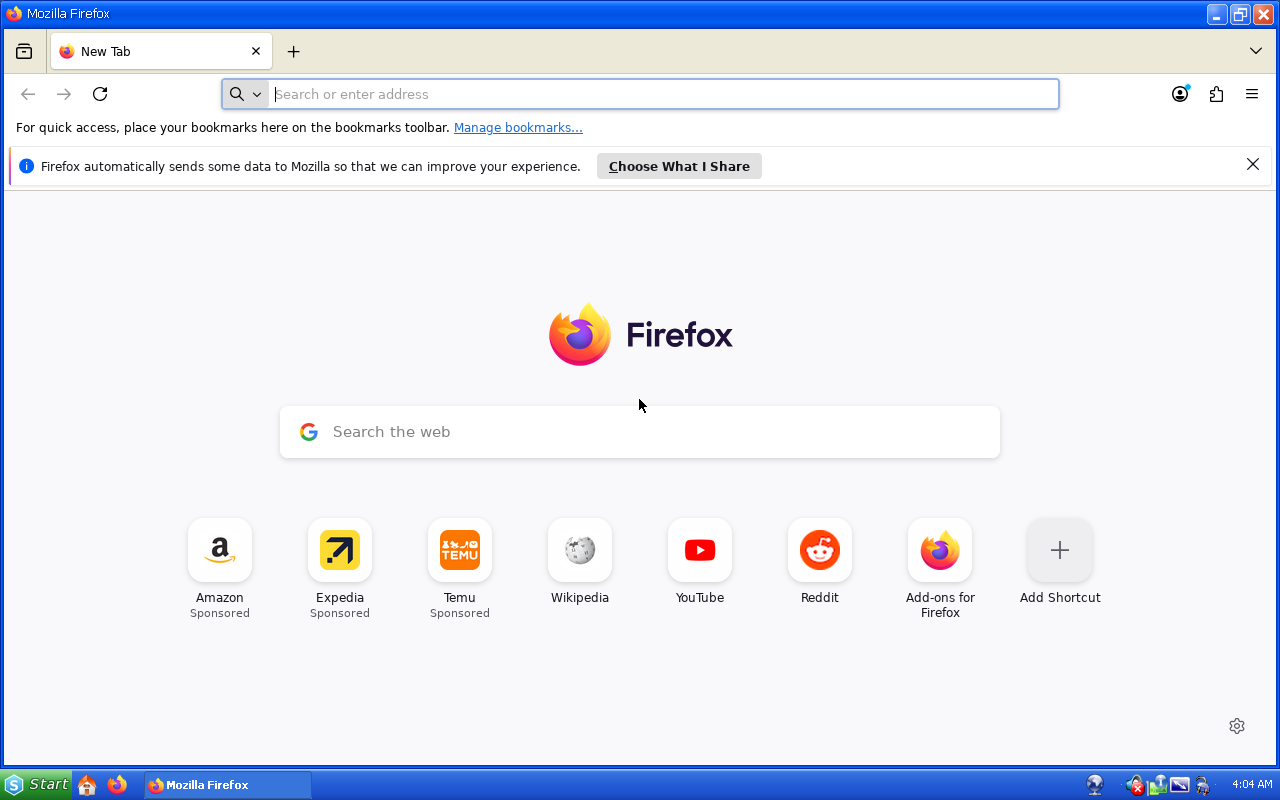 Mozilla Firefox
New Tab
Search or enter address
For quick access, place your bookmarks here on the bookmarks toolbar. Manage bookmarks...
Firefox automatically sends some data to Mozilla so that we can improve your experience. Choose What I Share
Firefox
Search the web
TEMU
Amazon
Sponsored
Expedia
Sponsored
Temu
Sponsored
Wikipedia
YouTube
Reddit
Add-ons for
Firefox
Add Shortcut
Start
Mozilla Firefox
4:04 AM